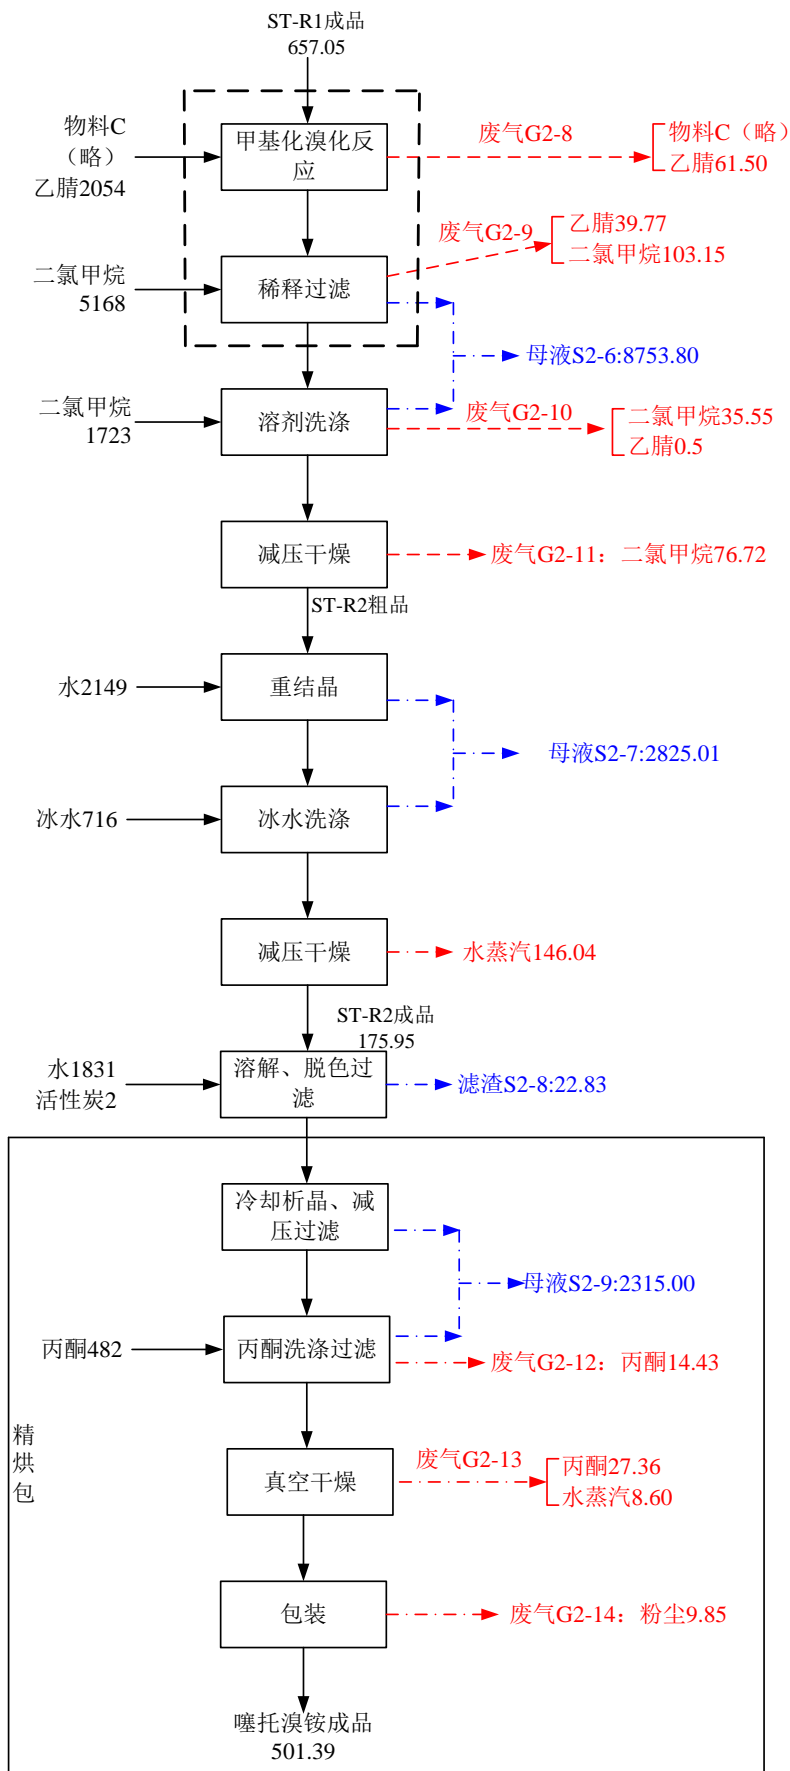 ST-R1成品
657.05
物料C
（略）
乙腈2054
甲基化溴化反
应
废气G2-8
物料C（略）
乙腈61.50
二氯甲烷
5168
稀释过滤
废气G2-9
乙腈39.77
二氯甲烷103.15
母液S2-6:8753.80
二氯甲烷
1723
溶剂洗涤
废气G2-10
二氯甲烷35.55
乙腈0.5
减压干燥
废气G2-11：二氯甲烷76.72
ST-R2粗品
水2149
重结晶
母液S2-7:2825.01
冰水716
冰水洗涤
减压干燥
水蒸汽146.04
ST-R2成品
175.95
水1831
活性炭2
溶解、脱色过
滤
滤渣S2-8:22.83
冷却析晶、减
压过滤
母液S2-9:2315.00
丙酮482
丙酮洗涤过滤
废气G2-12：丙酮14.43
精
烘
包
真空干燥
废气G2-13
丙酮27.36
水蒸汽8.60
包装
废气G2-14：粉尘9.85
噻托溴铵成品
501.39